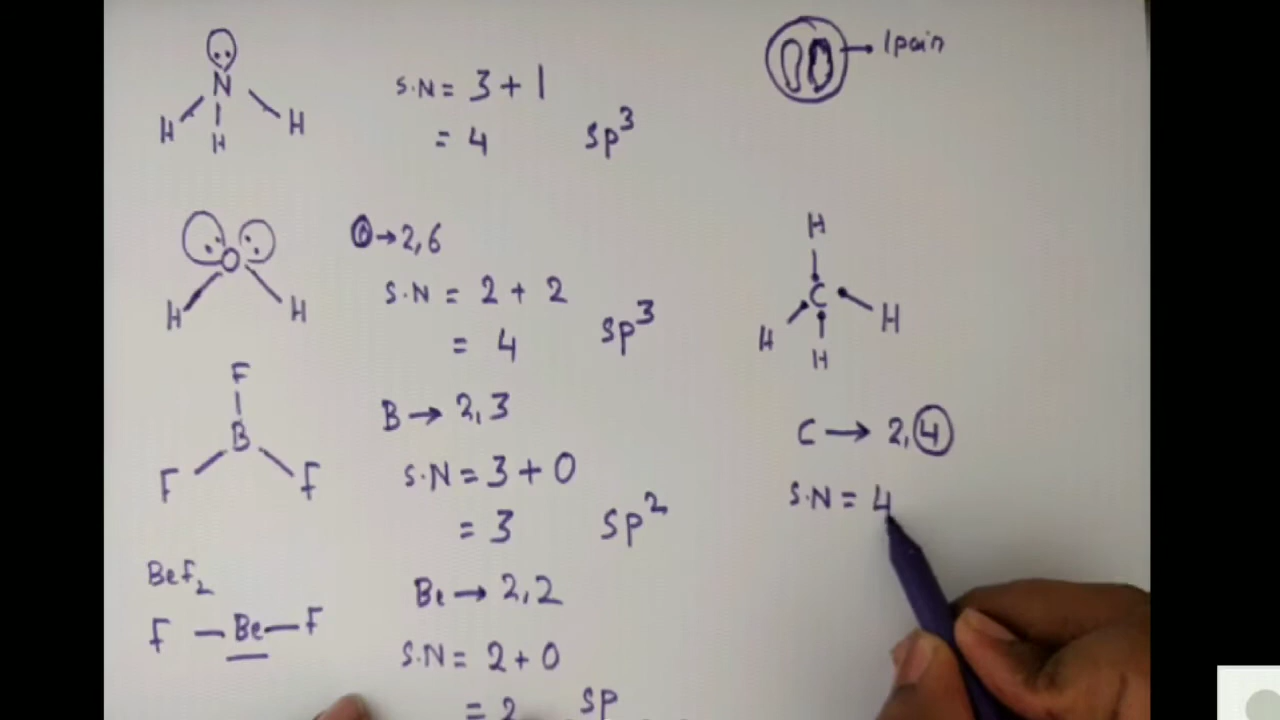 N
H H H
S.N = 3 + 1
= 4 Sp³
1 pair
O
H H
O → 2,6
S.N = 2 + 2
= 4 Sp³
F
B
F F
B → 2,3
S.N = 3 + 0
= 3 Sp²
BeF₂
F — Be — F
Be → 2,2
S.N = 2 + 0
= 2 Sp
H
C
H H H
C → 2,4
S.N = 4